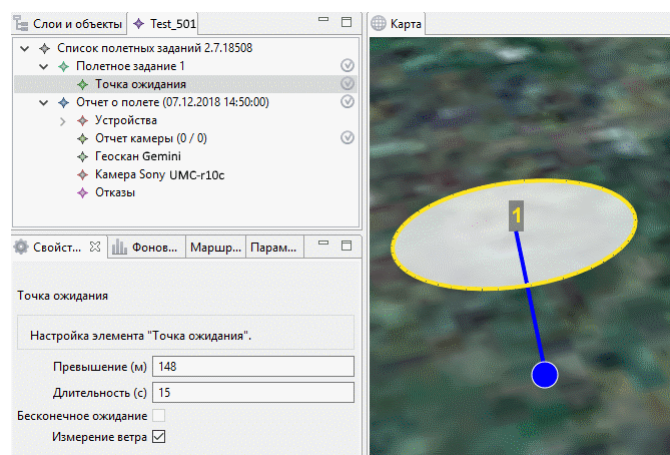 Слои и объекты Test_501
Список полетных заданий 2.7.18508
Полетное задание 1
Точка ожидания
Отчет о полете (07.12.2018 14:50:00)
Устройства
Отчет камеры (0 / 0)
Геоскан Gemini
Камера Sony UMC-r10c
Отказы
Свойст... Фонов... Маршр... Парам...
Точка ожидания
Настройка элемента "Точка ожидания".
Превышение (м) 148
Длительность (с) 15
Бесконечное ожидание
Измерение ветра
Карта
1